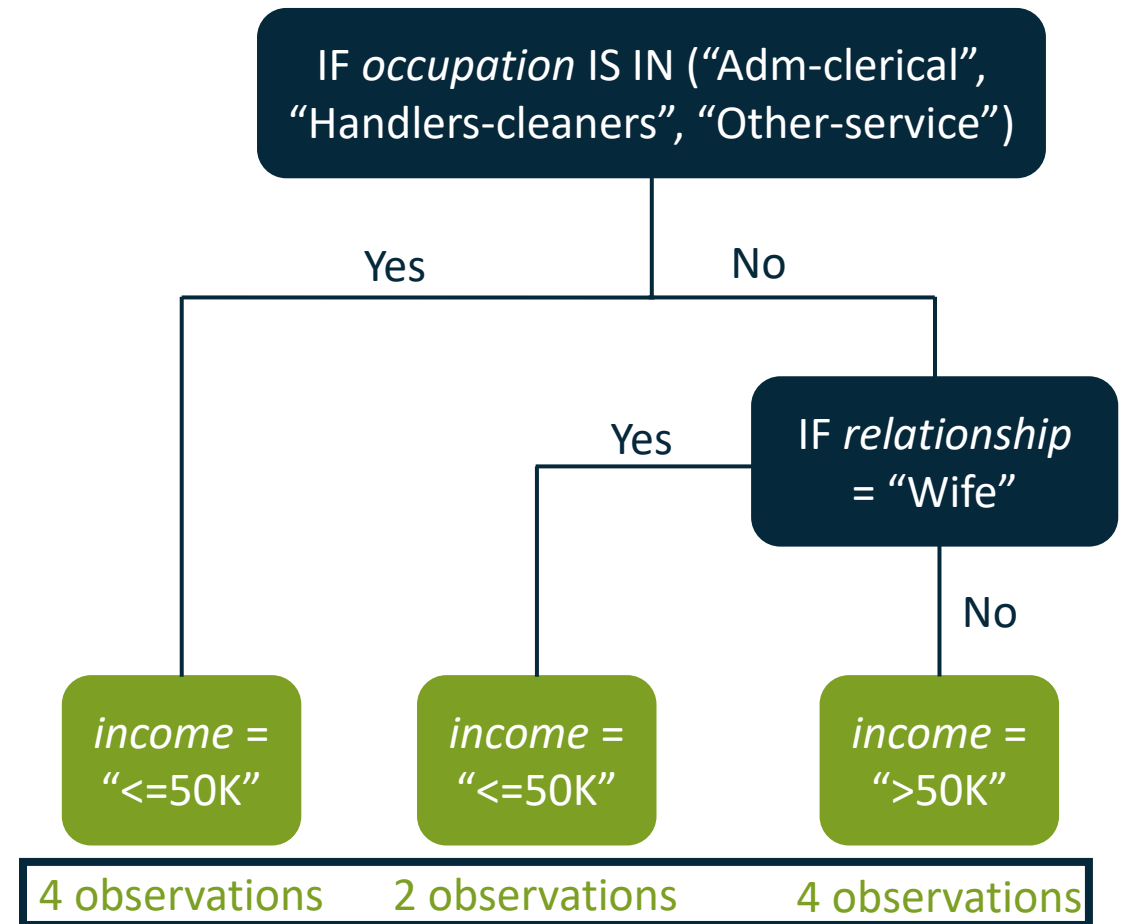 IF occupation IS IN (“Adm-clerical”,
“Handlers-cleaners”, “Other-service”)
Yes
No
IF relationship
= “Wife”
Yes
No
income =
“<=50K”
income =
“<=50K”
income =
“>50K”
4 observations
2 observations
4 observations